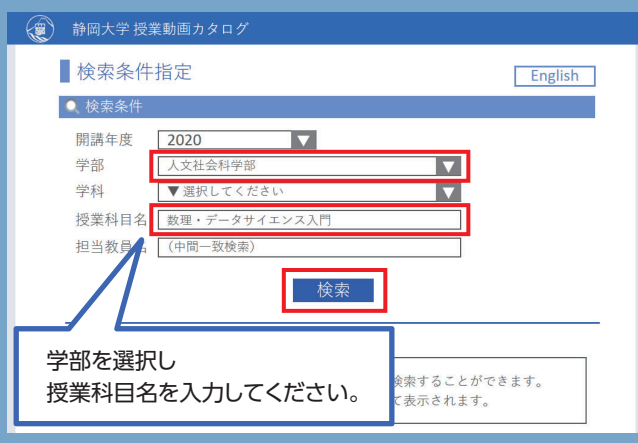 静岡大学 授業動画カタログ
検索条件指定
English
検索条件
開講年度 2020
学部 人文社会科学部
学科 ▼選択してください
授業科目名 数理・データサイエンス入門
担当教員 (中間一致検索)
検索
学部を選択し
授業科目名を入力してください。
検索することができます。
て表示されます。